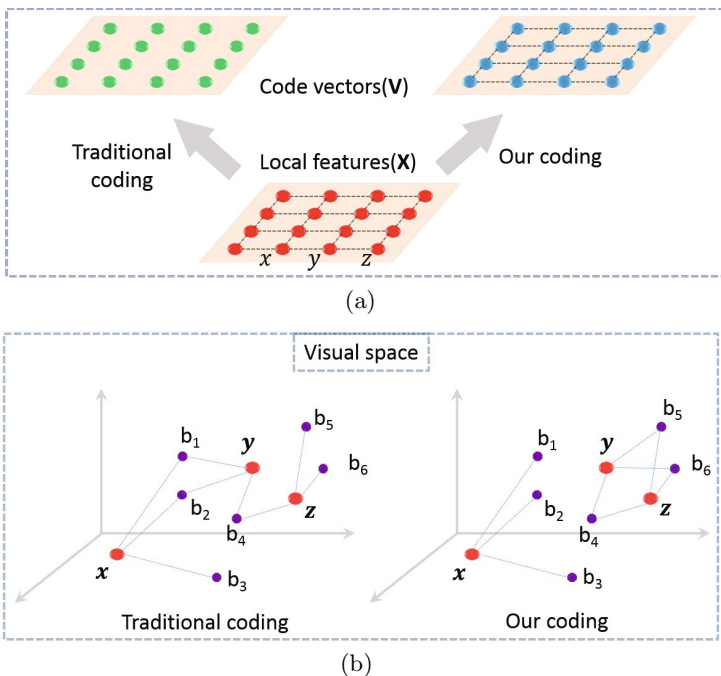 Code vectors(V)
Traditional
coding
Local features(X)
Our coding
x y z
(a)
Visual space
b1
y
b5
b6
b2
z
b4
x
b3
Traditional coding
b5
b1
y
b6
b2
z
b4
x
b3
Our coding
(b)